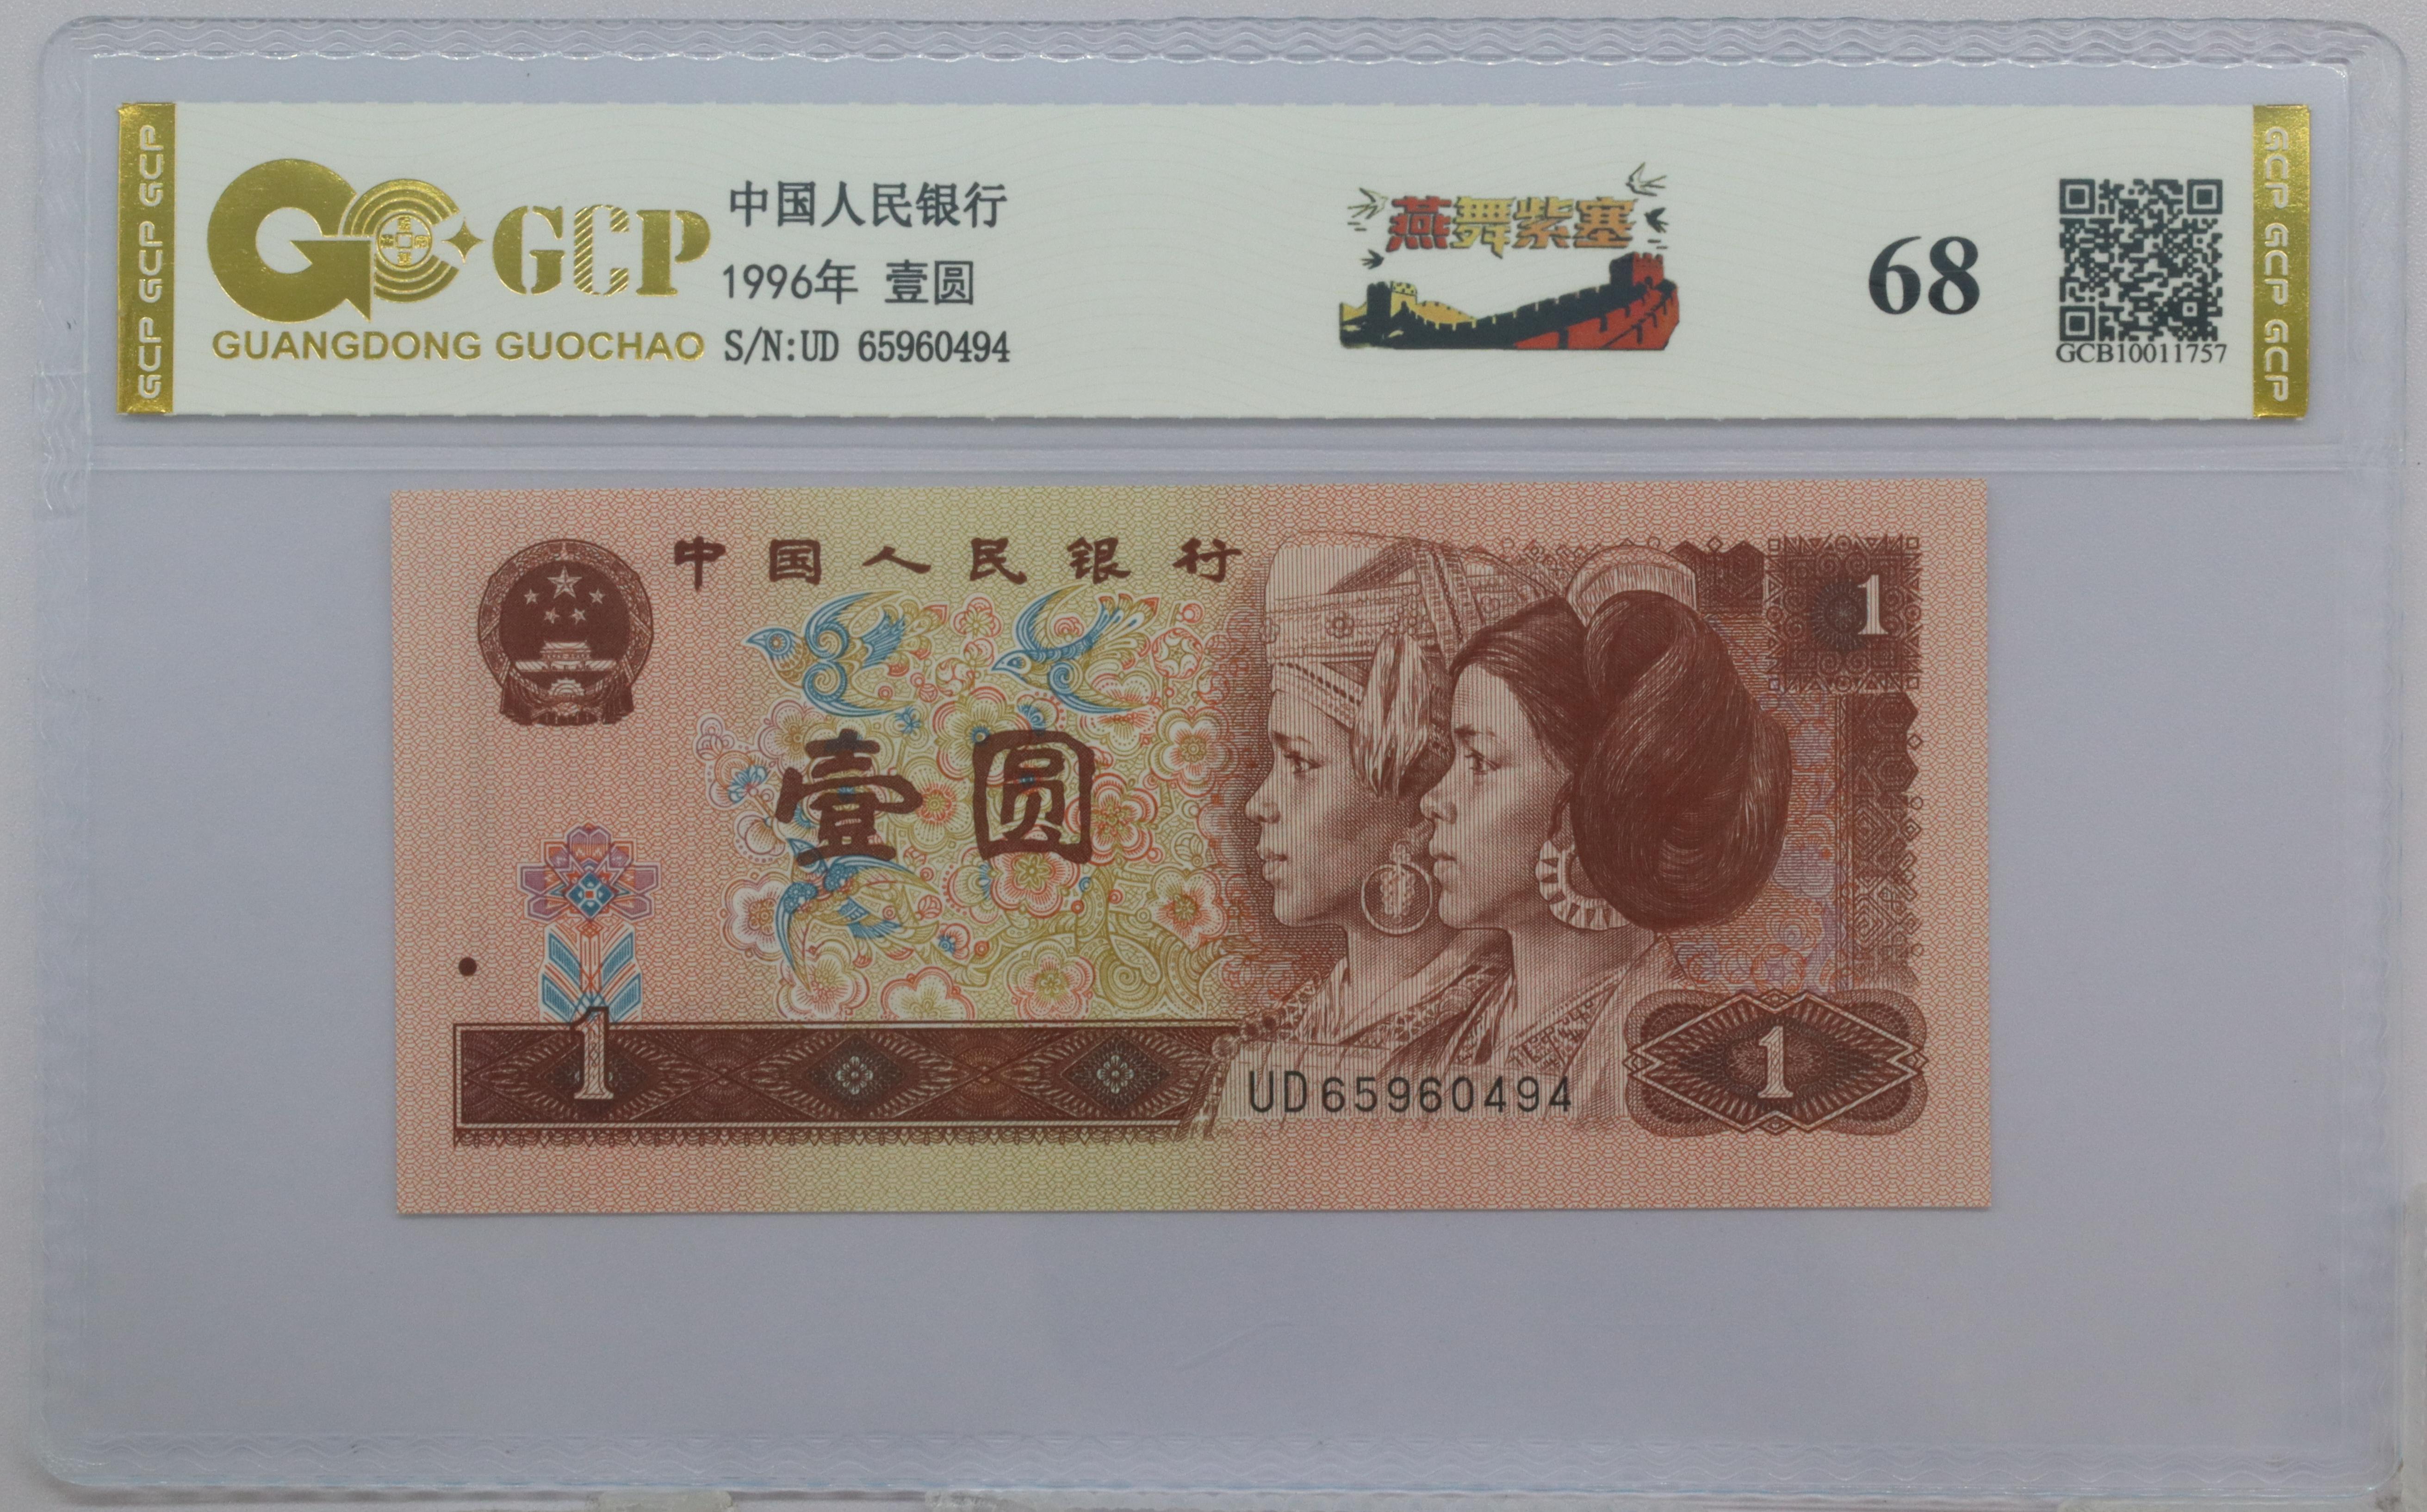 GCP GCP GCP
GCP
GUANGDONG GUOCHAO
中国人民银行
1996年 壹圆
S/N:UD 65960494
燕舞紫塞
68
GCB10011757
GCP GCP GCP
中国人民银行
1
壹圆
1
UD65960494
1